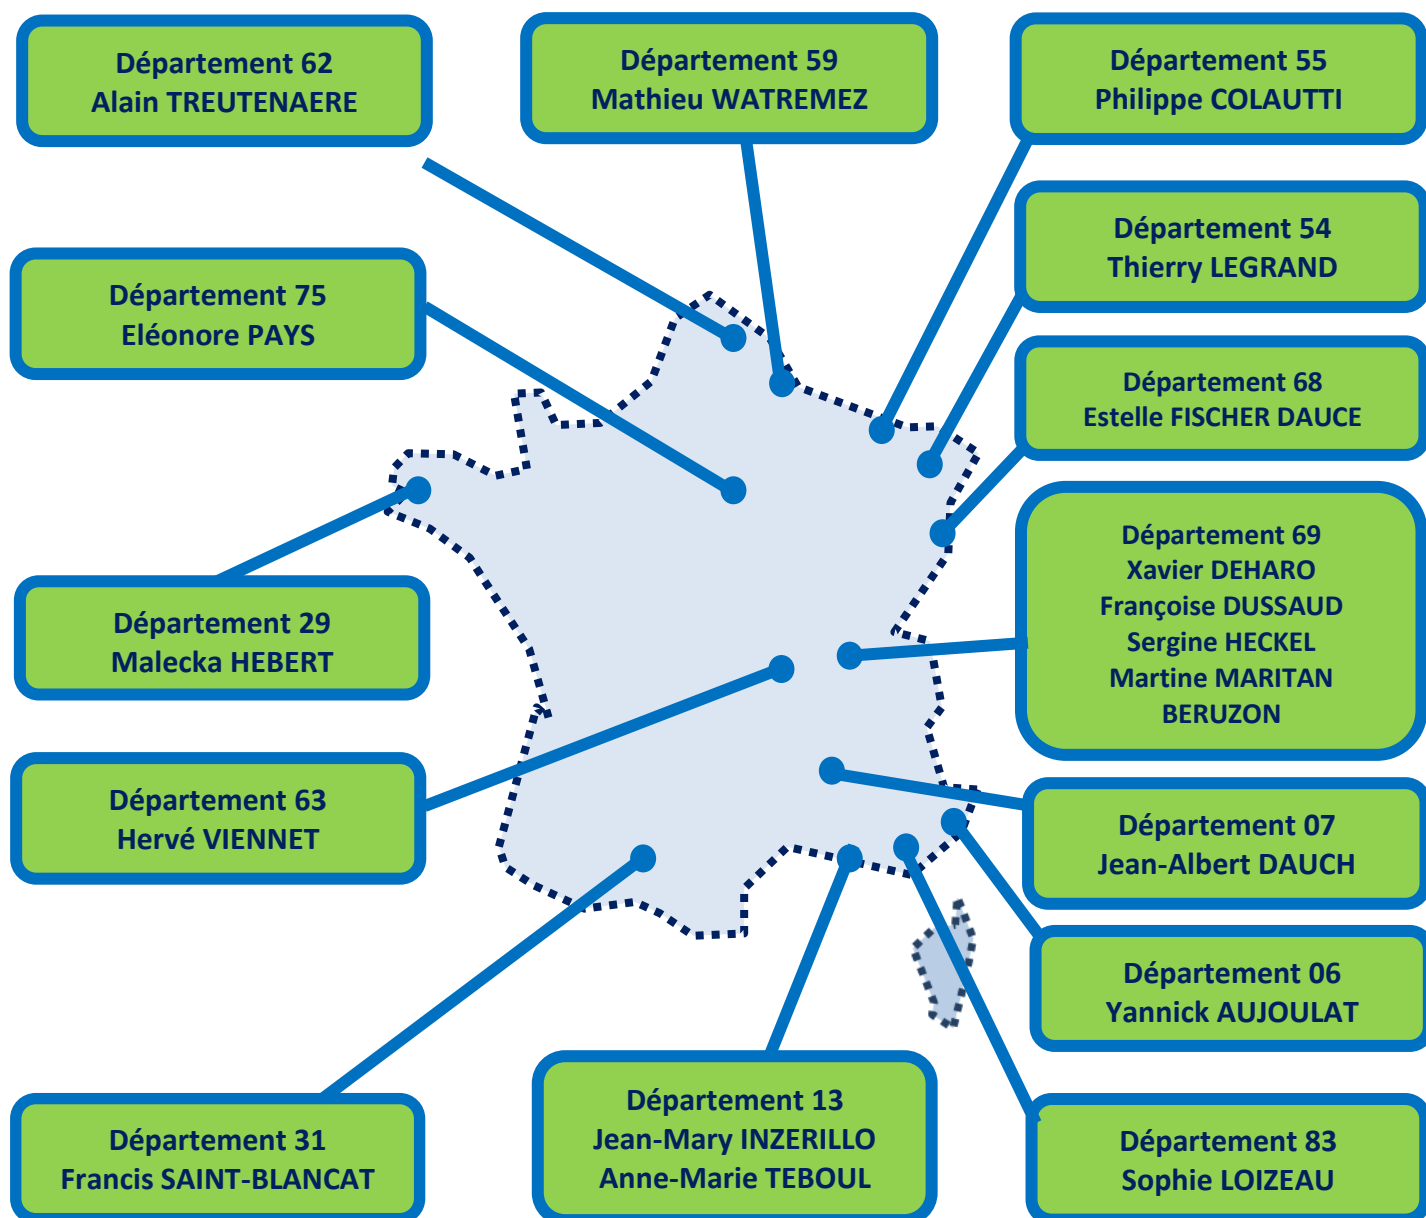 Département 62
Alain TREUTENAERE
Département 59
Mathieu WATREMEZ
Département 55
Philippe COLAUTTI
Département 54
Thierry LEGRAND
Département 75
Eléonore PAYS
Département 68
Estelle FISCHER DAUCE
Département 69
Xavier DEHARO
Françoise DUSSAUD
Sergine HECKEL
Martine MARITAN
BERUZON
Département 29
Malecka HEBERT
Département 63
Hervé VIENNET
Département 07
Jean-Albert DAUCH
Département 06
Yannick AUJOULAT
Département 31
Francis SAINT-BLANCAT
Département 13
Jean-Mary INZERILLO
Anne-Marie TEBOUL
Département 83
Sophie LOIZEAU